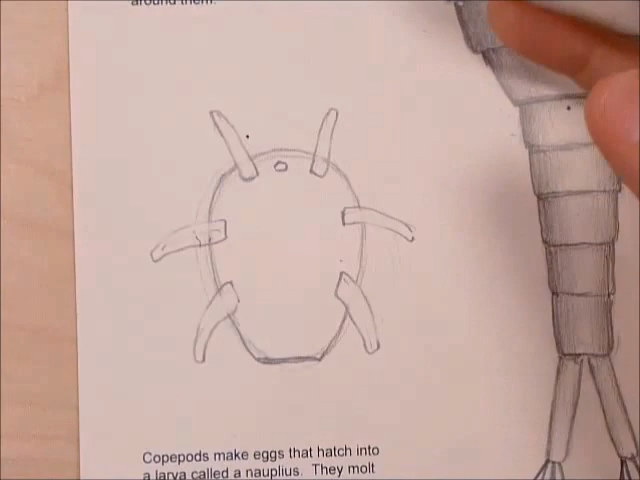 around them.
Copepods make eggs that hatch into
a larva called a nauplius. They molt